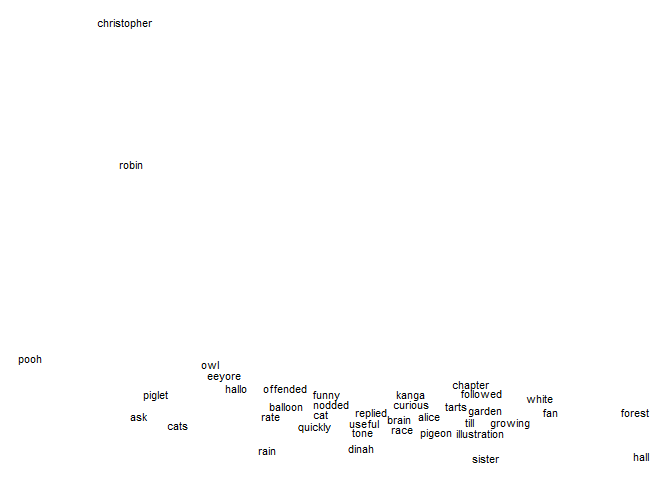 christopher
robin
pooh
owl
eeyore
chapter
hallo
offended
piglet
funny
kanga
followed
white
balloon
nodded
curious
tarts
garden
fan
forest
ask
rate
cat
replied
brain
alice
cats
quickly
useful
till
growing
tone
race
pigeon
illustration
rain
dinah
sister
hall